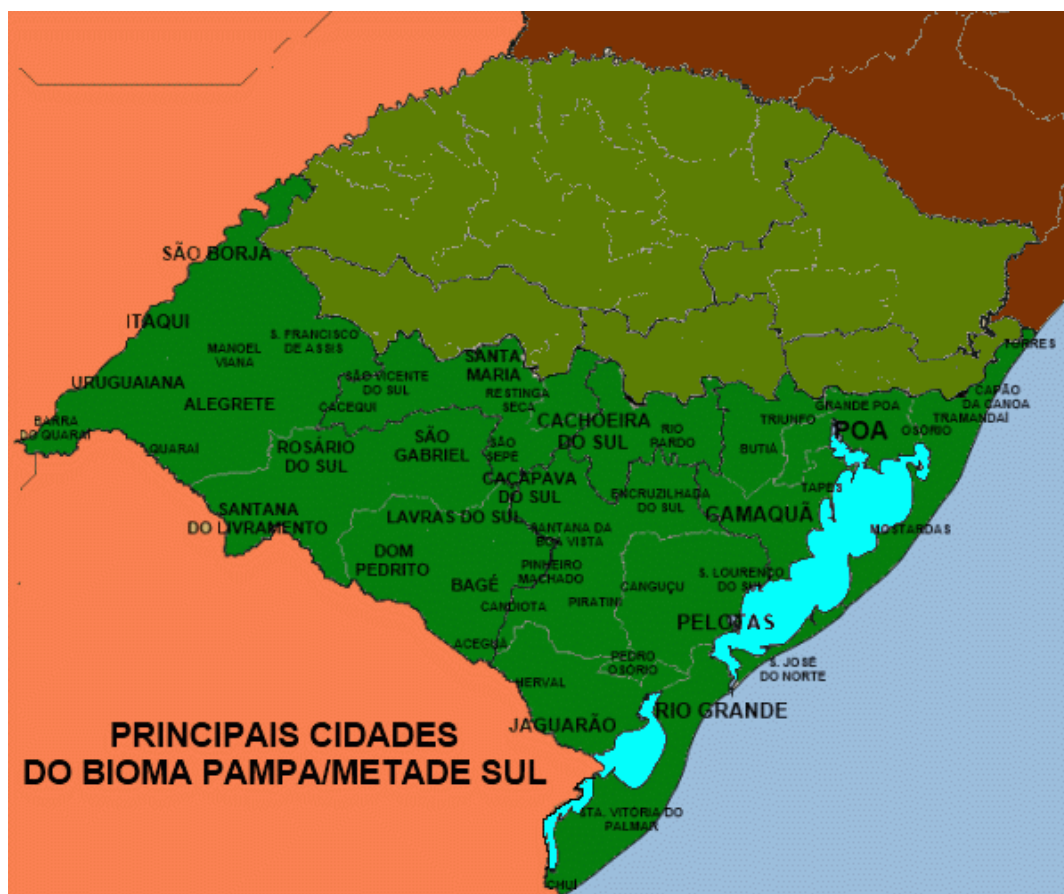 SÃO BORJA
ITAQUI
S. FRANCISCO
DE ASSIS
MANOEL
VIANA
TORRES
SANTA
MARIA
SÃO VICENTE
DO SUL
URUGUAIANA
RESTINGA
SECA
CAPÃO
DA CANOA
ALEGRETE
CACEQUI
GRANDE POA
TRAMANDAÍ
BARRA
DO QUARAÍ
CACHOEIRA
DO SUL
TRIUNFO
POA
OSÓRIO
RIO
PARDO
QUARAÍ
ROSÁRIO
DO SUL
SÃO
GABRIEL
SÃO
SEPE
BUTIA
CAÇAPAVA
DO SUL
ENCRUZILHADA
DO SUL
TAPES
SANTANA
DO LIVRAMENTO
LAVRAS DO SUL
CAMAQUÃ
MOSTARDAS
SANTANA DA
BOA VISTA
DOM
PEDRITO
PINHEIRO
MACHADO
BAGÉ
CANGUÇU
S. LOURENÇO
DO SUL
CANDIOTA
PIRATINI
PELOTAS
ACEGUÁ
PEDRO
OSÓRIO
S. JOSÉ
DO NORTE
HERVAL
JAGUARÃO
RIO GRANDE
PRINCIPAIS CIDADES
DO BIOMA PAMPA/METADE SUL
STA. VITORIA DO
PALMAR
CHUÍ